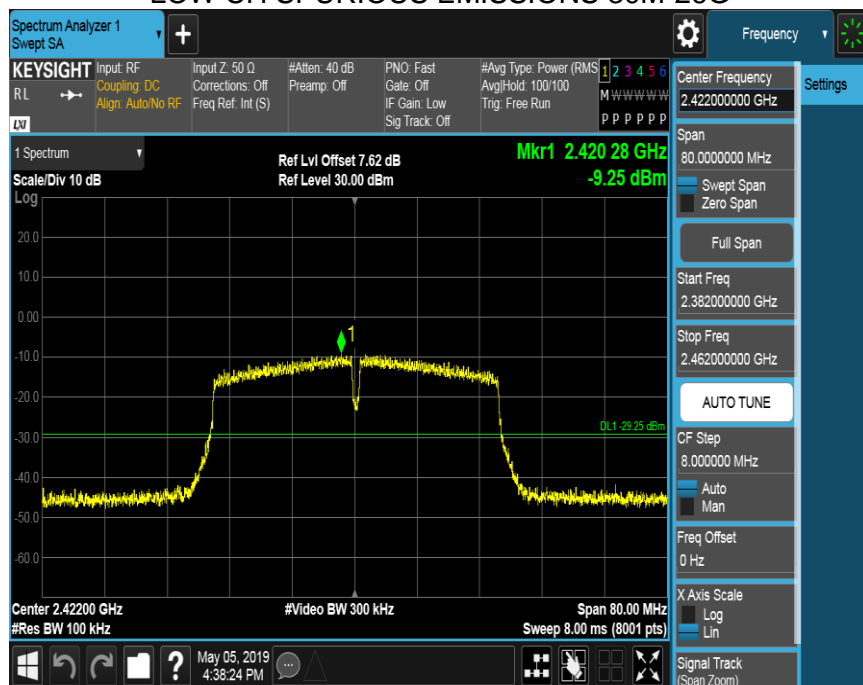 Spectrum Analyzer 1
Swept SA
+
Frequency
KEYSIGHT
RL
LXI
Input: RF
Coupling: DC
Align: Auto/No RF
Input Z: 50 Ω
Corrections: Off
Freq Ref: Int (S)
#Atten: 40 dB
Preamp: Off
PNO: Fast
Gate: Off
IF Gain: Low
Sig Track: Off
#Avg Type: Power (RMS
Avg|Hold: 100/100
Trig: Free Run
1 2 3 4 5 6
M W W W W W
P P P P P P
Center Frequency
2.422000000 GHz
Settings
1 Spectrum
Scale/Div 10 dB
Log
Ref Lvl Offset 7.62 dB
Ref Level 30.00 dBm
Mkr1 2.420 28 GHz
-9.25 dBm
Span
80.0000000 MHz
Swept Span
Zero Span
Full Span
Start Freq
2.382000000 GHz
Stop Freq
2.462000000 GHz
AUTO TUNE
CF Step
8.000000 MHz
Auto
Man
Freq Offset
0 Hz
X Axis Scale
Log
Lin
Signal Track
(Span Zoom)
20.0
10.0
0.00
1
-10.0
-20.0
DL1 -29.25 dBm
-30.0
-40.0
-50.0
-60.0
Center 2.42200 GHz
#Video BW 300 kHz
Span 80.00 MHz
#Res BW 100 kHz
Sweep 8.00 ms (8001 pts)
?
May 05, 2019
4:38:24 PM